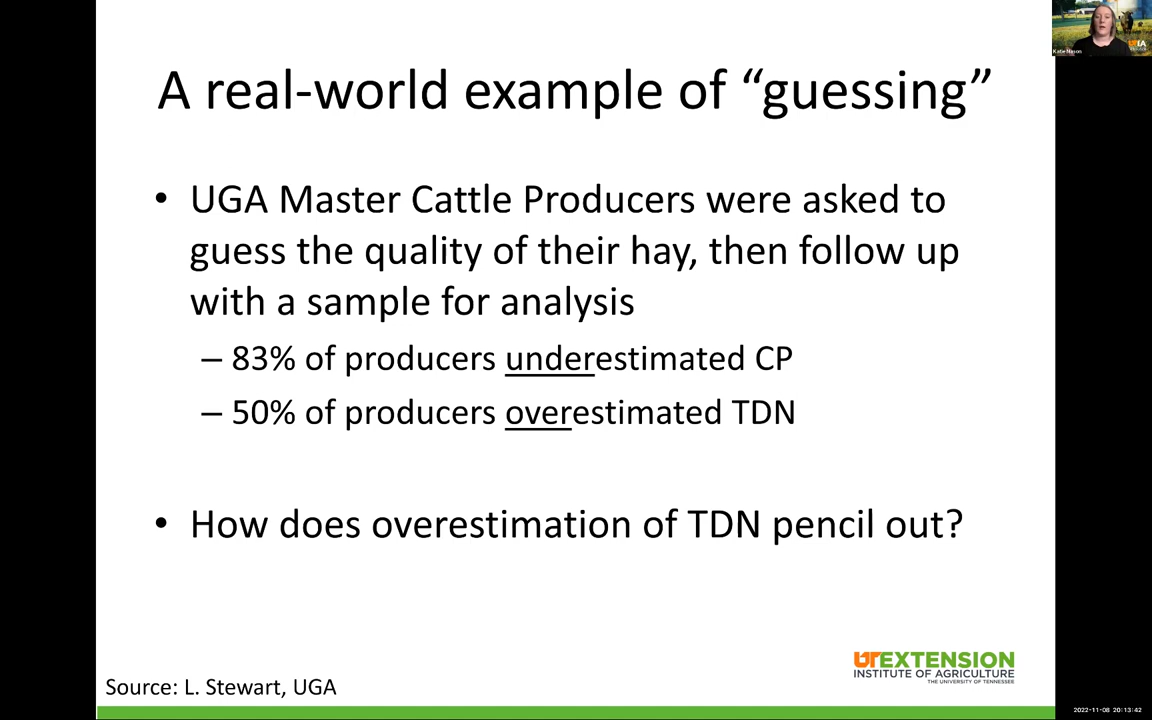 A real-world example of “guessing”
• UGA Master Cattle Producers were asked to
guess the quality of their hay, then follow up
with a sample for analysis
– 83% of producers underestimated CP
– 50% of producers overestimated TDN
• How does overestimation of TDN pencil out?
Source: L. Stewart, UGA
UTEXTENSION
INSTITUTE OF AGRICULTURE
THE UNIVERSITY OF TENNESSEE
Katie Mason
UTIA
2022-11-08 20:13:42